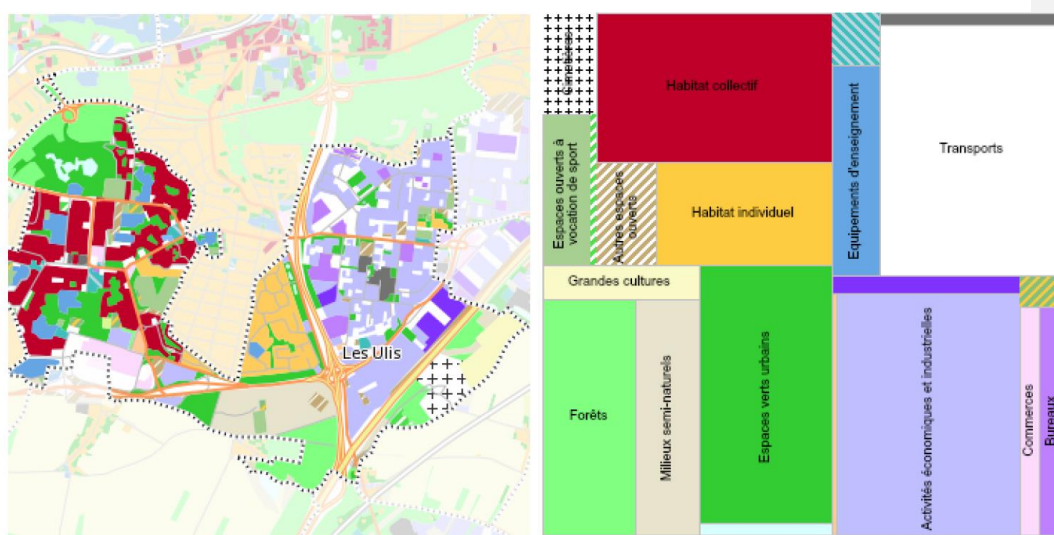 Les Ulis
Cimetières
Habitat collectif
Equipements d'enseignement
Transports
Espaces ouverts à
vocation de sport
Autres espaces
ouverts
Habitat individuel
Grandes cultures
Forêts
Milieux semi-naturels
Espaces verts urbains
Activités économiques et industrielles
Commerces
Bureaux